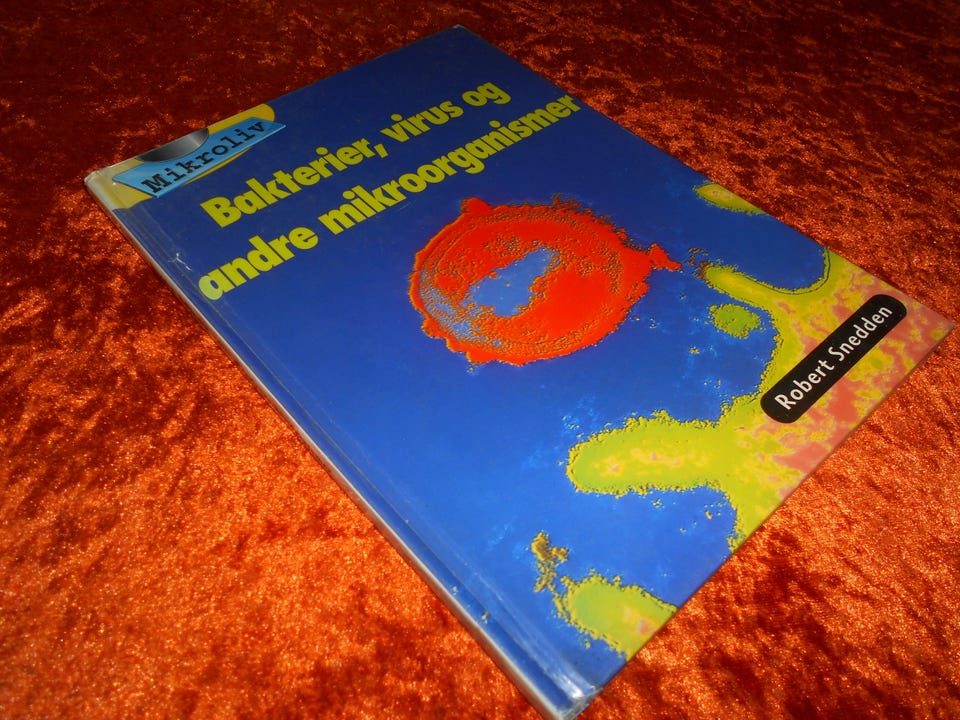 Mikroliv
Bakterier, virus og
andre mikroorganismer
Robert Snedden